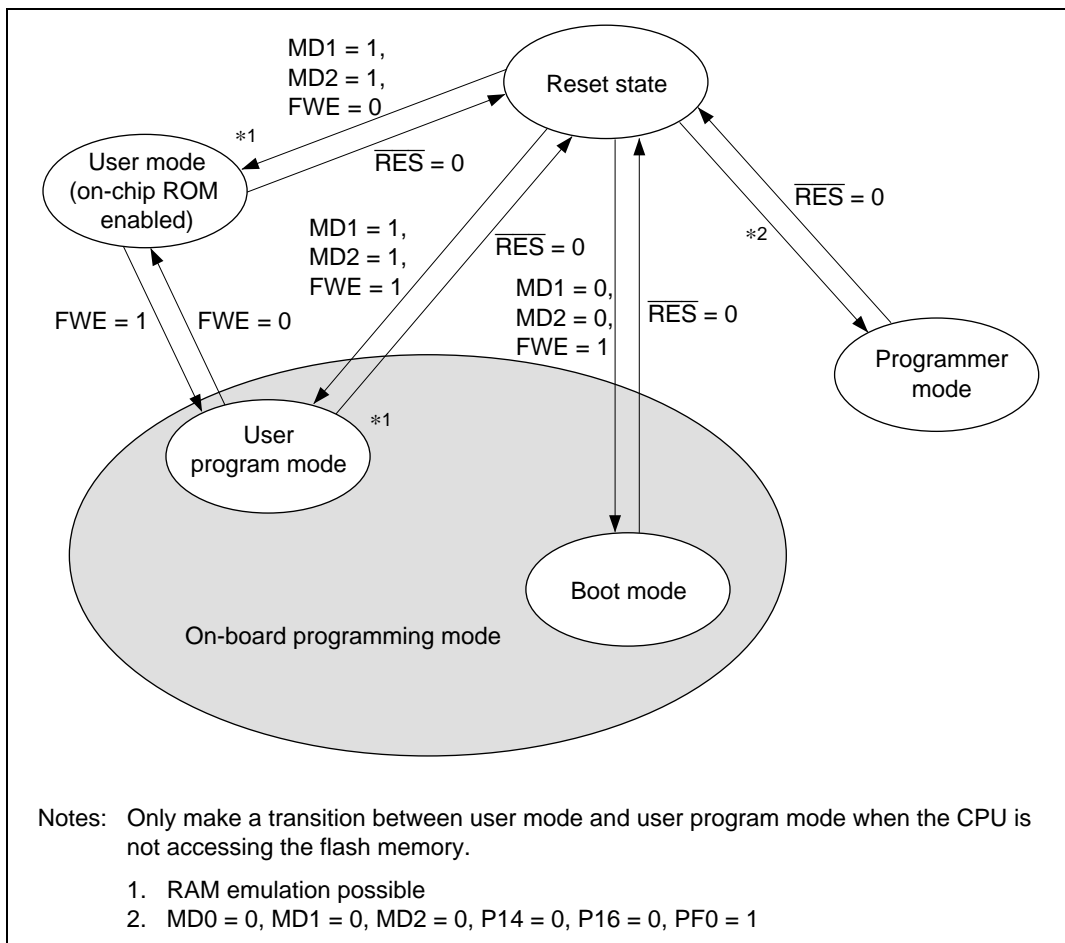 MD1 = 1,
MD2 = 1,
FWE = 0
Reset state
*1
User mode
(on-chip ROM
enabled)
RES = 0
RES = 0
*2
MD1 = 1,
MD2 = 1,
FWE = 1
RES = 0
MD1 = 0,
MD2 = 0,
FWE = 1
RES = 0
FWE = 1
FWE = 0
Programmer
mode
User
program mode
*1
Boot mode
On-board programming mode
Notes: Only make a transition between user mode and user program mode when the CPU is
not accessing the flash memory.
1. RAM emulation possible
2. MD0 = 0, MD1 = 0, MD2 = 0, P14 = 0, P16 = 0, PF0 = 1